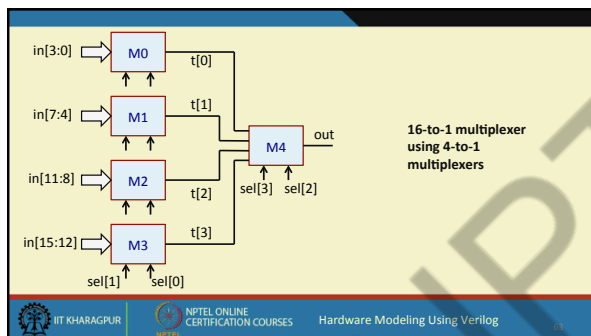 in[3:0]
M0
t[0]
in[7:4]
M1
t[1]
out
M4
in[11:8]
M2
t[2]
sel[3]
sel[2]
in[15:12]
M3
t[3]
sel[1]
sel[0]
16-to-1 multiplexer
using 4-to-1
multiplexers
IIT KHARAGPUR
NPTEL
NPTEL ONLINE
CERTIFICATION COURSES
Hardware Modeling Using Verilog